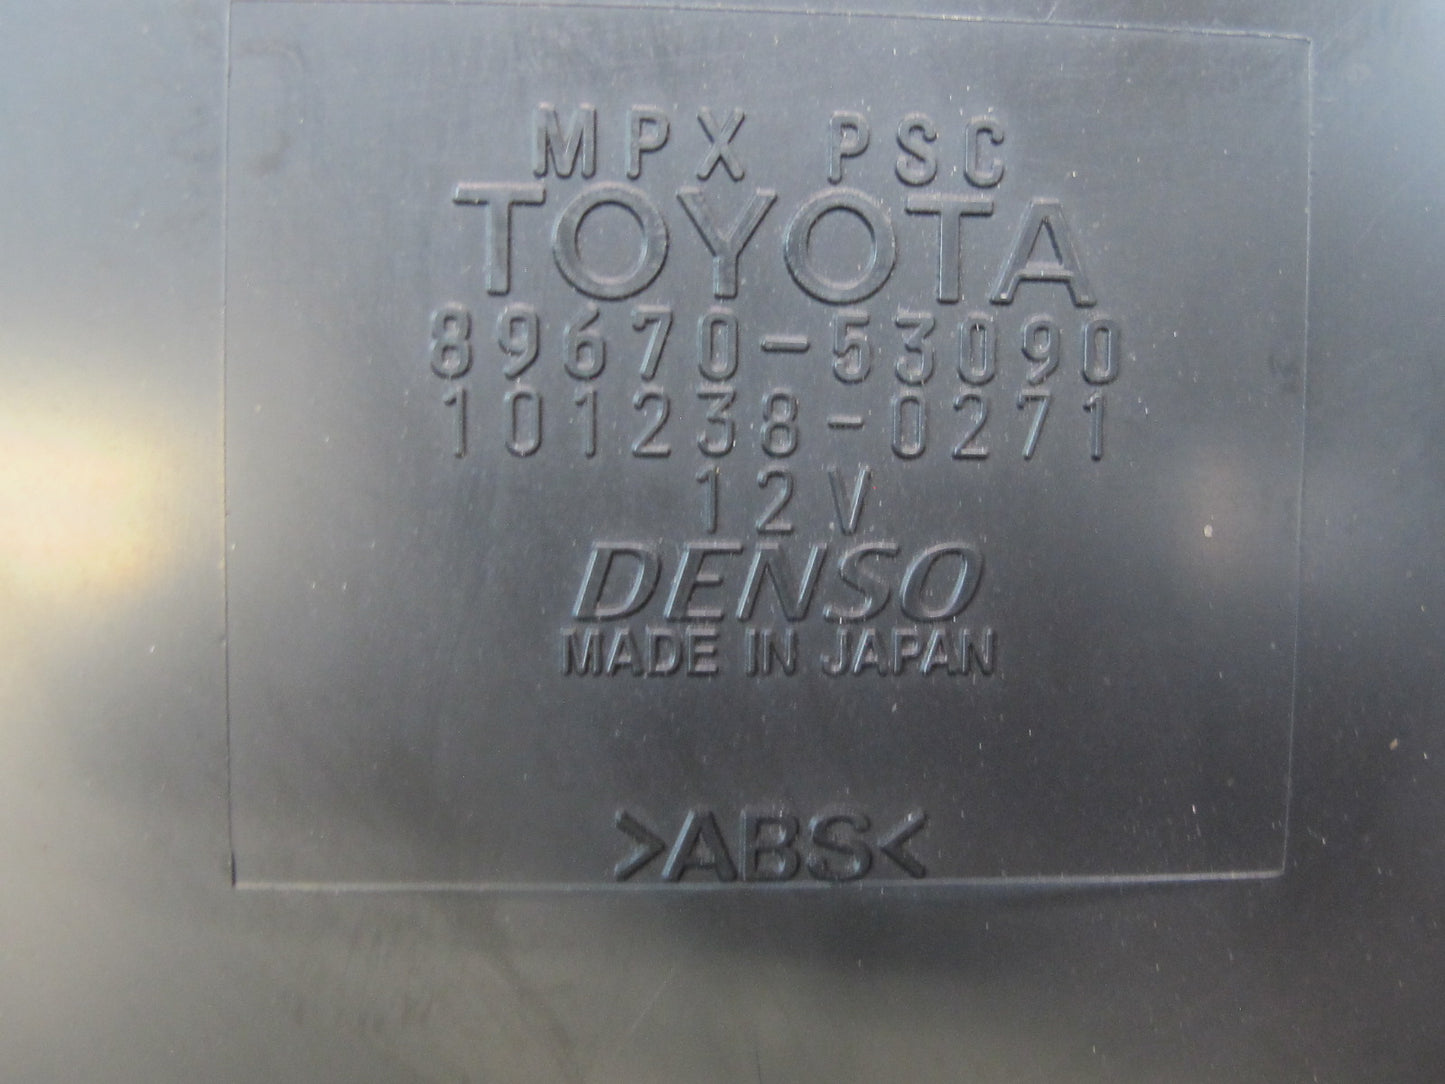 MPX PSC
TOYOTA
89670-53090
101238-0271
12V
DENSO
MADE IN JAPAN
>ABS<